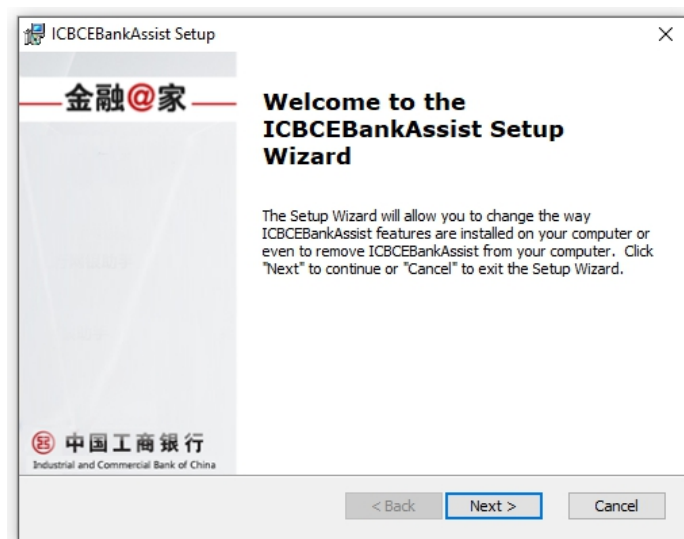 ICBCEBankAssist Setup
金融@家
Welcome to the
ICBCEBankAssist Setup
Wizard
The Setup Wizard will allow you to change the way
ICBCEBankAssist features are installed on your computer or
even to remove ICBCEBankAssist from your computer.  Click
"Next" to continue or "Cancel" to exit the Setup Wizard.
中国工商银行
Industrial and Commercial Bank of China
< Back
Next >
Cancel